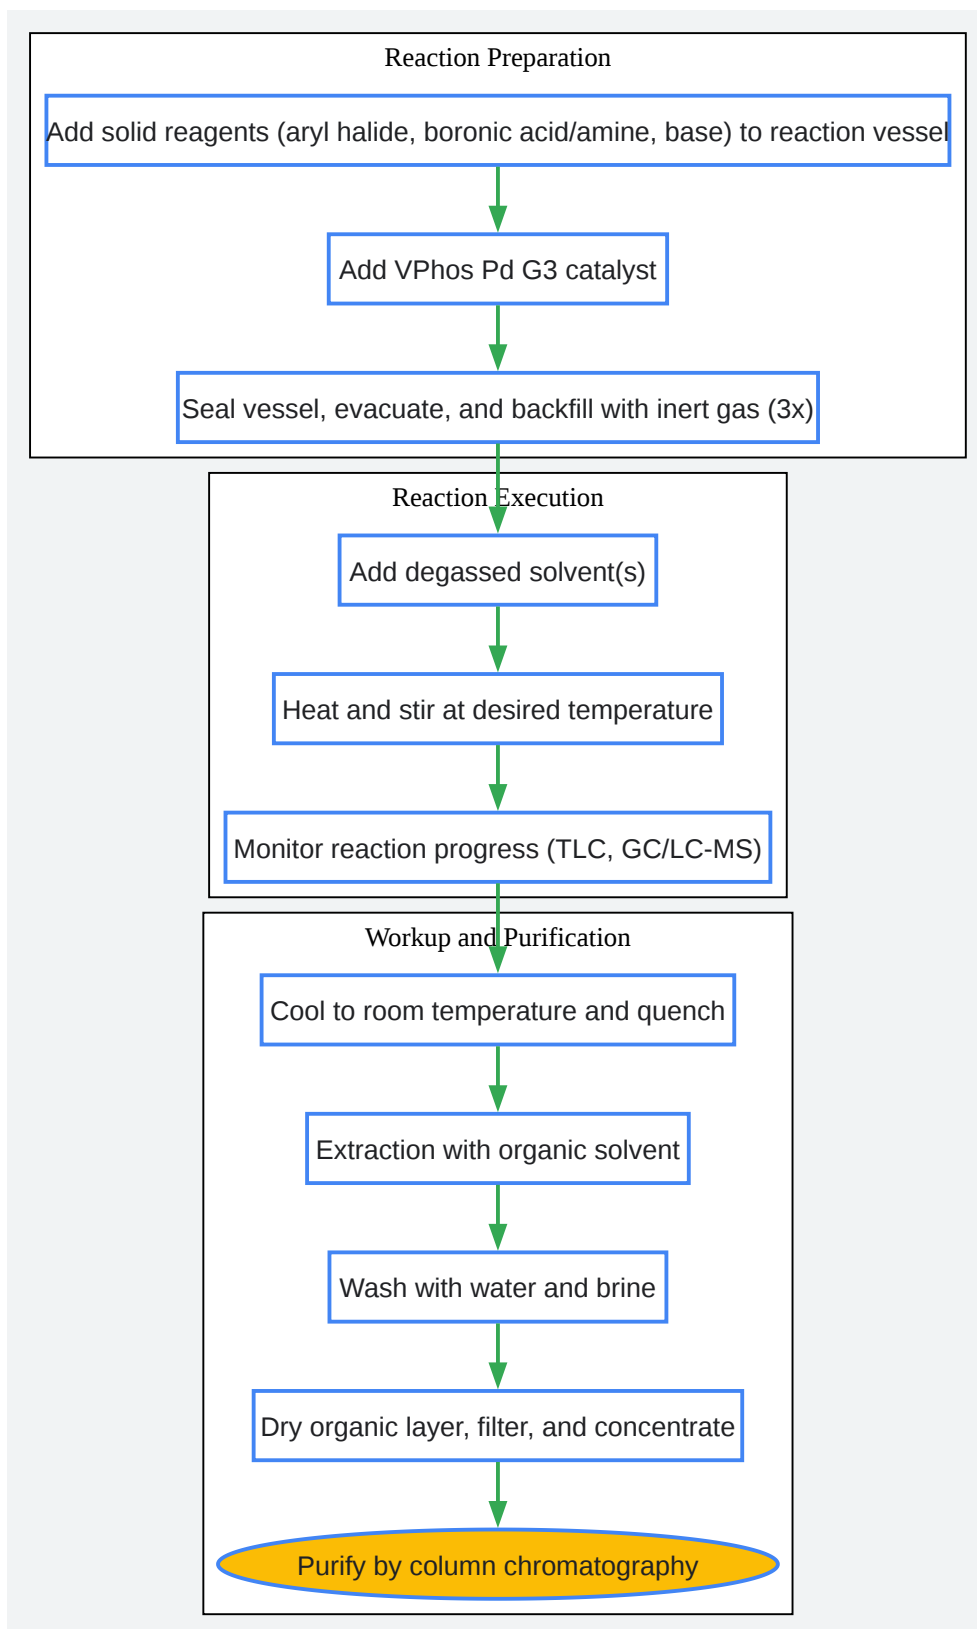 Reaction Preparation
Add solid reagents (aryl halide, boronic acid/amine, base) to reaction vessel
Add VPhos Pd G3 catalyst
Seal vessel, evacuate, and backfill with inert gas (3x)
Reaction Execution
Add degassed solvent(s)
Heat and stir at desired temperature
Monitor reaction progress (TLC, GC/LC-MS)
Workup and Purification
Cool to room temperature and quench
Extraction with organic solvent
Wash with water and brine
Dry organic layer, filter, and concentrate
Purify by column chromatography